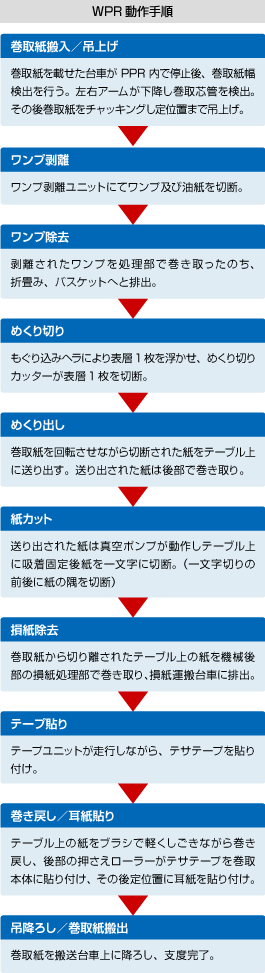 WPR 動作手順
巻取紙搬入／吊上げ
巻取紙を載せた台車が PPR 内で停止後、巻取紙幅
検出を行う。左右アームが下降し巻取芯管を検出。
その後巻取紙をチャッキングし定位置まで吊上げ。
ワンプ剥離
ワンプ剥離ユニットにてワンプ及び油紙を切断。
ワンプ除去
剥離されたワンプを処理部で巻き取ったのち、
折畳み、バスケットへと排出。
めくり切り
もぐり込みヘラにより表層１枚を浮かせ、めくり切り
カッターが表層１枚を切断。
めくり出し
巻取紙を回転させながら切断された紙をテーブル上
に送り出す。送り出された紙は後部で巻き取り。
紙カット
送り出された紙は真空ポンプが動作しテーブル上
に吸着固定後紙を一文字に切断。（一文字切りの
前後に紙の隅を切断）
損紙除去
巻取紙から切り離されたテーブル上の紙を機械後
部の損紙処理部で巻き取り、損紙運搬台車に排出。
テープ貼り
テープユニットが走行しながら、テサテープを貼り
付け。
巻き戻し／耳紙貼り
テーブル上の紙をブラシで軽くしごきながら巻き
戻し、後部の押さえローラーがテサテープを巻取
本体に貼り付け、その後定位置に耳紙を貼り付け。
吊降ろし／巻取紙搬出
巻取紙を搬送台車上に降ろし、支度完了。